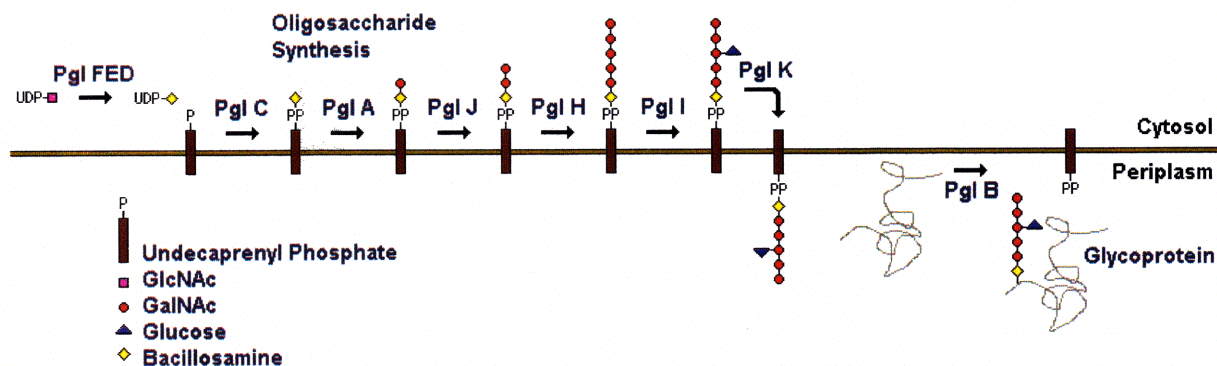 Oligosaccharide
Synthesis
Pgl FED
UDP
UDP
P
Pgl C
PP
Pgl A
PP
Pgl J
PP
Pgl H
PP
Pgl I
PP
Pgl K
Cytosol
Periplasm
PP
Pgl B
PP
Glycoprotein
P
Undecaprenyl Phosphate
GlcNAc
GalNAc
Glucose
Bacillosamine